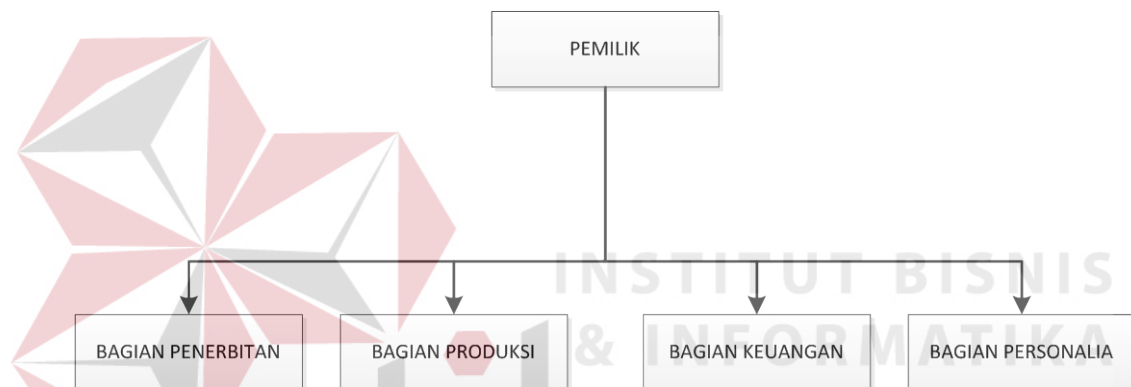 PEMILIK
INSTITUT BISNIS
& INFORMATIKA
BAGIAN PENERBITAN
BAGIAN PRODUKSI
BAGIAN KEUANGAN
BAGIAN PERSONALIA